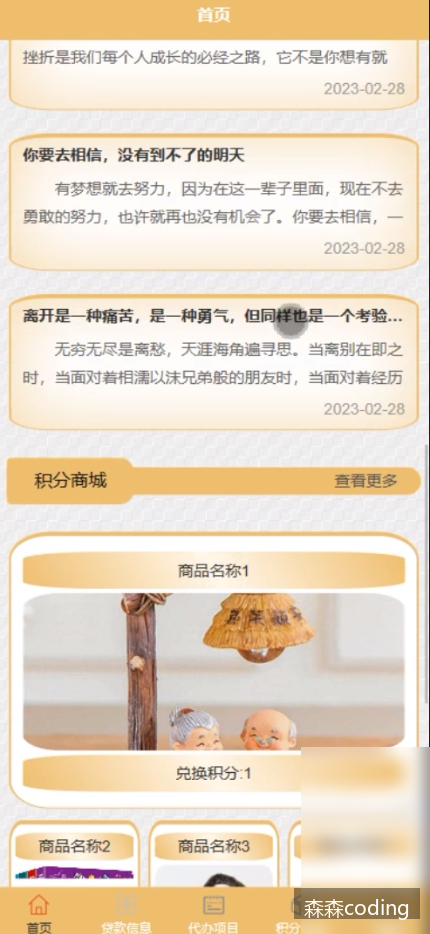 首页
挫折是我们每个人成长的必经之路，它不是你想有就
2023-02-28
你要去相信，没有到不了的明天
有梦想就去努力，因为在这一辈子里面，现在不去
勇敢的努力，也许就再也没有机会了。你要去相信，一
2023-02-28
离开是一种痛苦，是一种勇气，但同样也是一个考验...
无穷无尽是离愁，天涯海角遍寻思。当离别在即之
时，当面对着相濡以沫兄弟般的朋友时，当面对着经历
2023-02-28
积分商城
查看更多
商品名称1
兑换积分:1
商品名称2
商品名称3
首页
贷款信息
代办项目
积分
森森coding